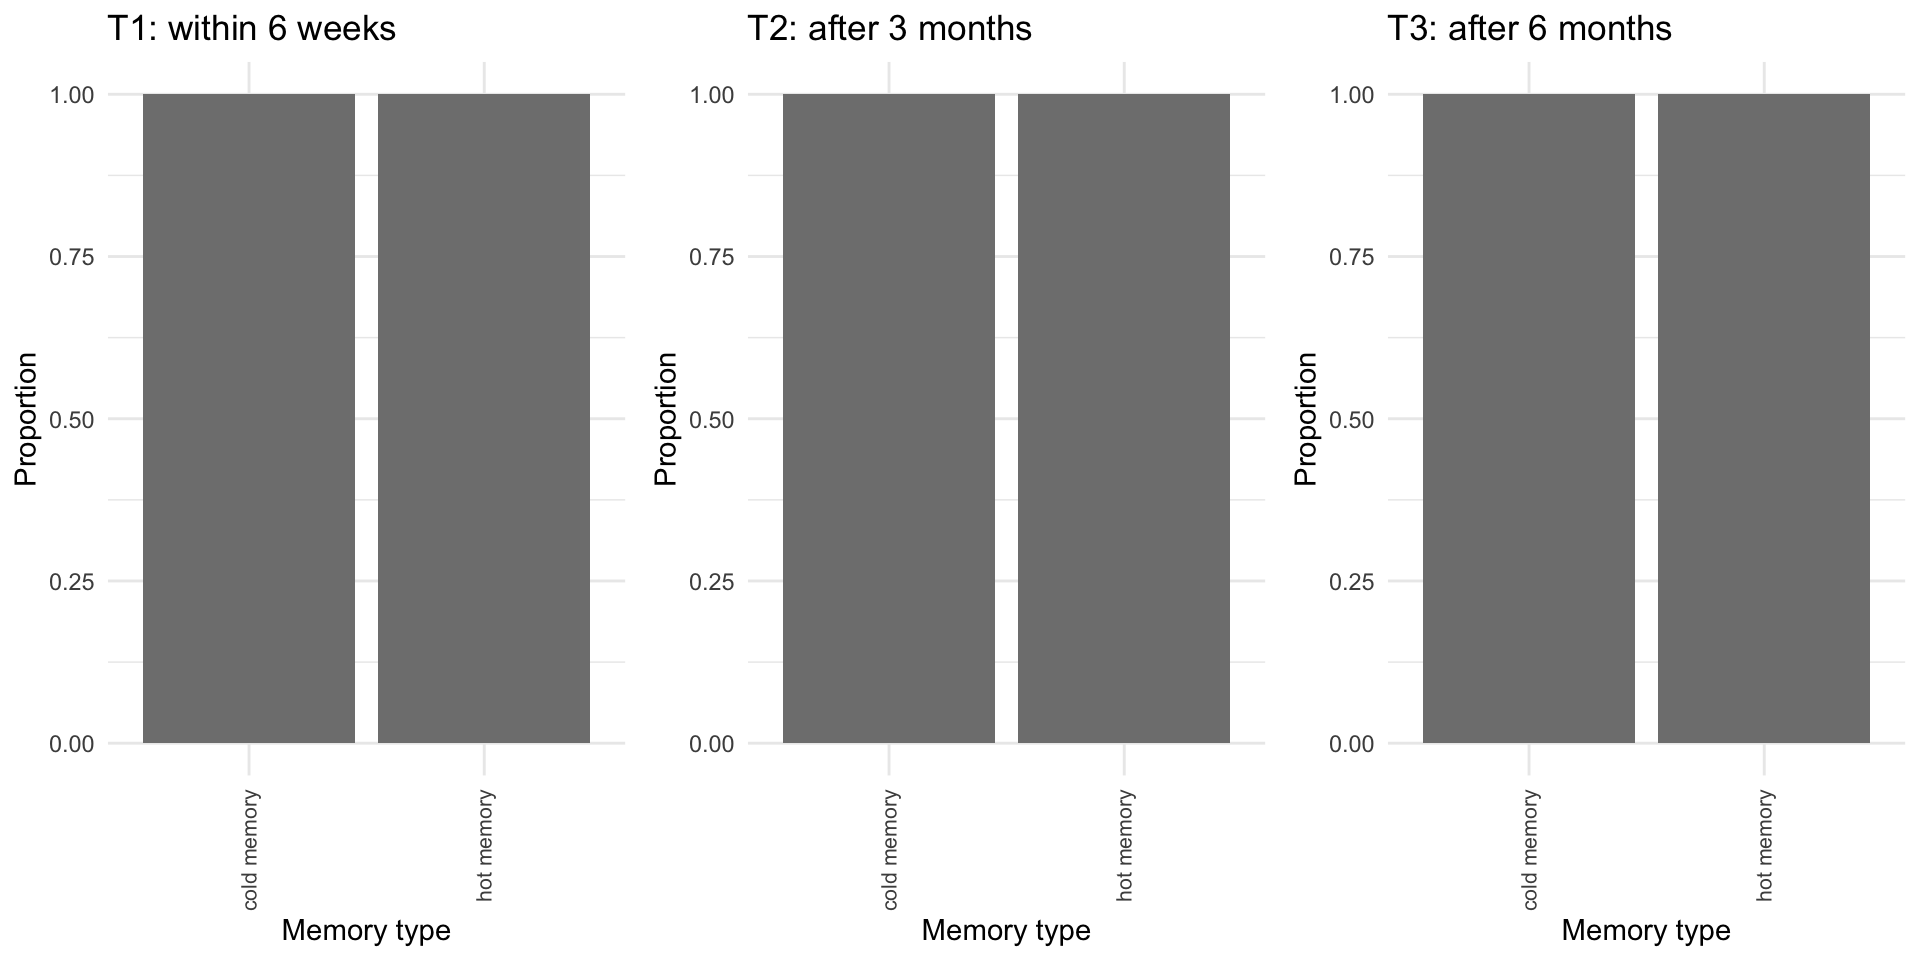 T1: within 6 weeks
1.00
0.75
0.50
0.25
0.00
Proportion
cold memory
hot memory
Memory type
T2: after 3 months
1.00
0.75
0.50
0.25
0.00
Proportion
cold memory
hot memory
Memory type
T3: after 6 months
1.00
0.75
0.50
0.25
0.00
Proportion
cold memory
hot memory
Memory type